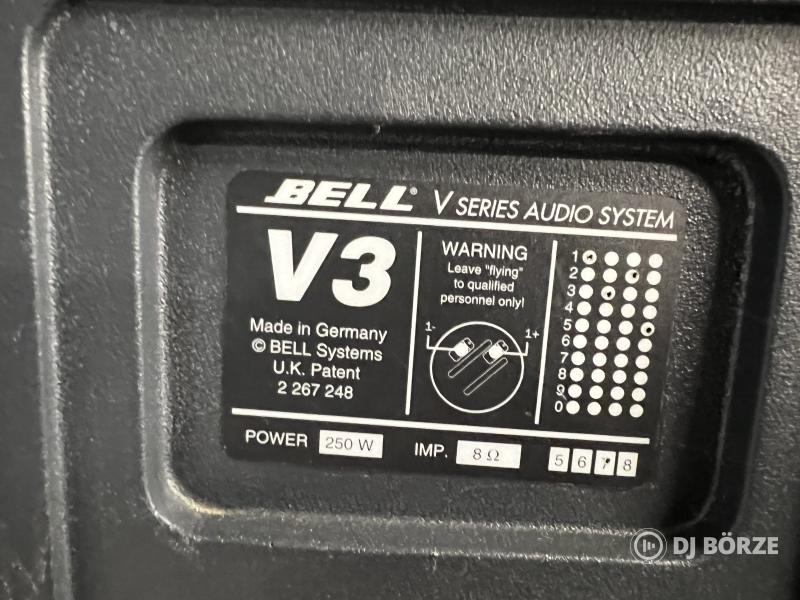 BELL® V SERIES AUDIO SYSTEM
V3
Made in Germany
© BELL Systems
U.K. Patent
2 267 248
WARNING
Leave "flying"
to qualified
personnel only!
1- 1+
1
2
3
4
5
6
7
8
9
0
POWER 250 W IMP. 8 Ω 5 6 7 8
DJ BÖRZE